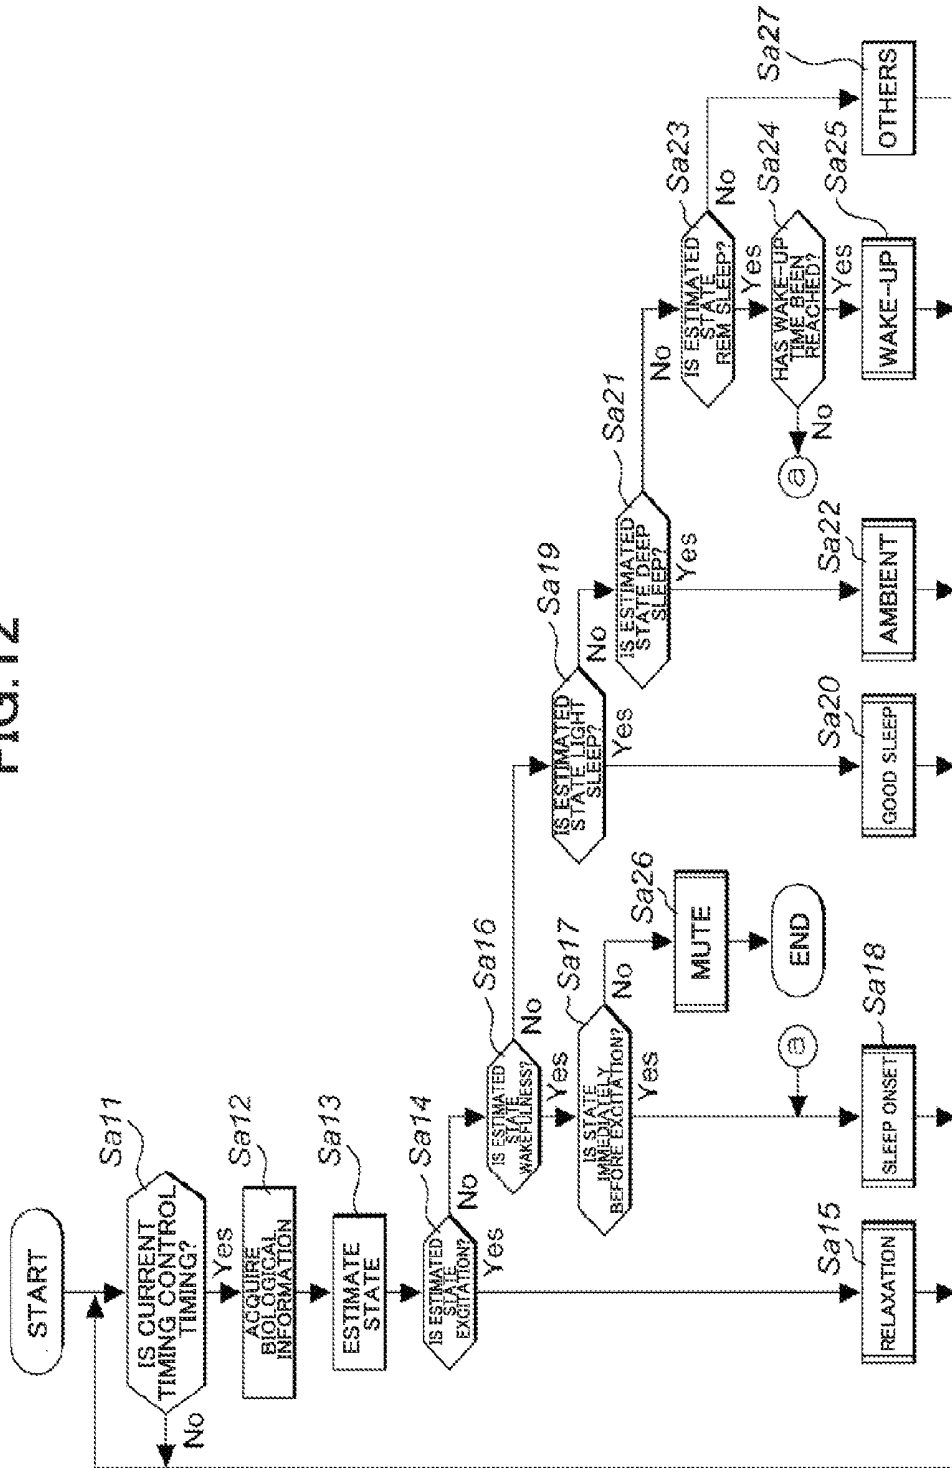 FIG.12
START
Sa11
IS CURRENT
TIMING CONTROL
TIMING?
No
Yes
Sa12
ACQUIRE
BIOLOGICAL
INFORMATION
Sa13
ESTIMATE
STATE
Sa14
IS ESTIMATED
STATE
EXCITATION?
No
Yes
Sa16
IS ESTIMATED
STATE
WAKEFULNESS?
No
Yes
Sa17
IS STATE
IMMEDIATELY
BEFORE EXCITATION?
No
Yes
Sa26
MUTE
END
a
Sa19
IS ESTIMATED
STATE LIGHT
SLEEP?
No
Yes
Sa21
IS ESTIMATED
STATE DEEP
SLEEP?
No
Yes
Sa23
IS ESTIMATED
STATE
REM SLEEP?
No
Yes
Sa24
HAS WAKE-UP
TIME BEEN
REACHED?
No
a
Yes
Sa15
RELAXATION
Sa18
SLEEP ONSET
Sa20
GOOD SLEEP
Sa22
AMBIENT
Sa25
WAKE-UP
Sa27
OTHERS